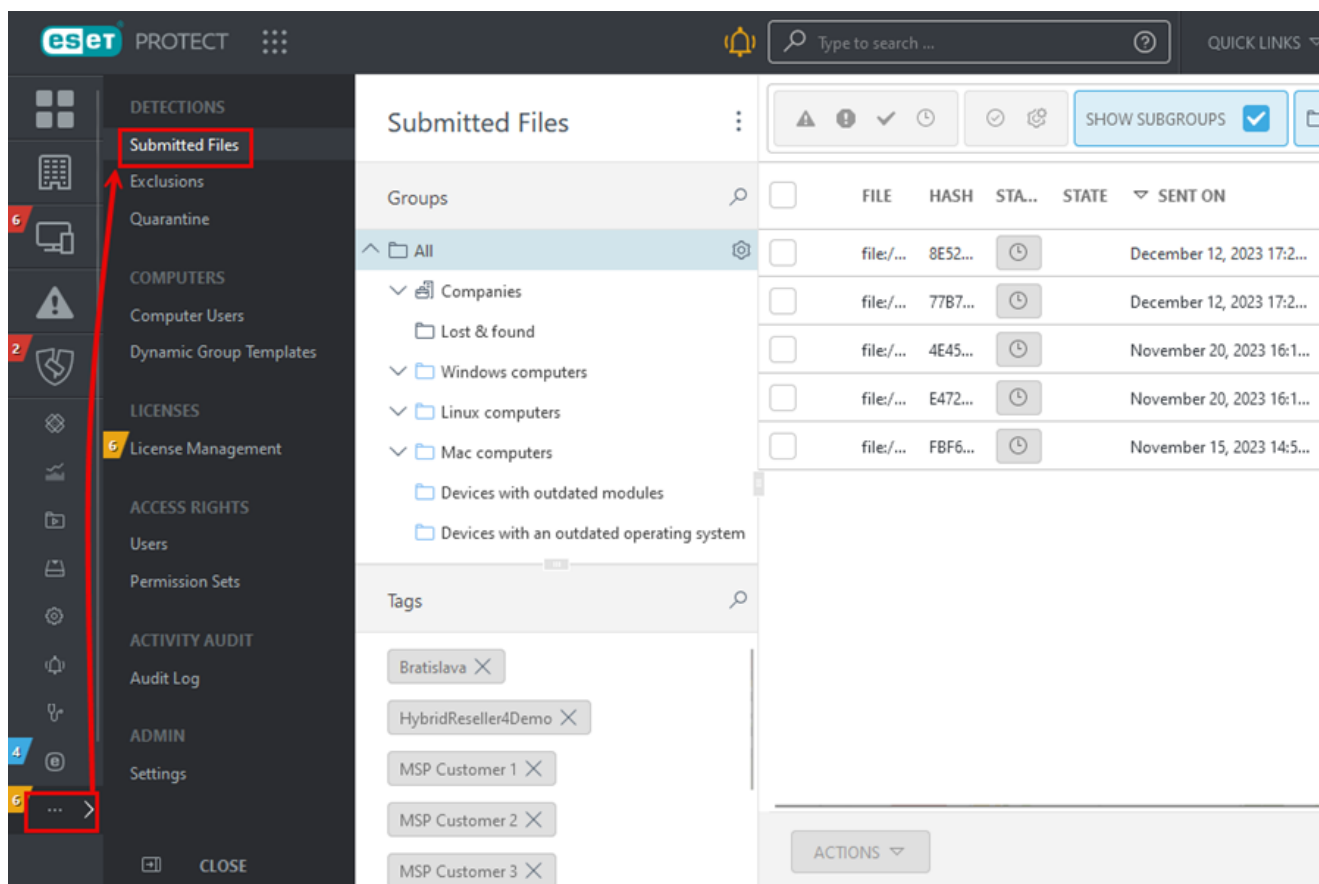 eset PROTECT
Type to search ...
QUICK LINKS
DETECTIONS
Submitted Files
Exclusions
Quarantine
COMPUTERS
Computer Users
Dynamic Group Templates
LICENSES
License Management
ACCESS RIGHTS
Users
Permission Sets
ACTIVITY AUDIT
Audit Log
ADMIN
Settings
CLOSE
6
2
6
4
6
Submitted Files
Groups
All
Companies
Lost & found
Windows computers
Linux computers
Mac computers
Devices with outdated modules
Devices with an outdated operating system
Tags
Bratislava
HybridReseller4Demo
MSP Customer 1
MSP Customer 2
MSP Customer 3
SHOW SUBGROUPS
FILE HASH STA... STATE SENT ON
file:/... 8E52... December 12, 2023 17:2...
file:/... 77B7... December 12, 2023 17:2...
file:/... 4E45... November 20, 2023 16:1...
file:/... E472... November 20, 2023 16:1...
file:/... FBF6... November 15, 2023 14:5...
ACTIONS